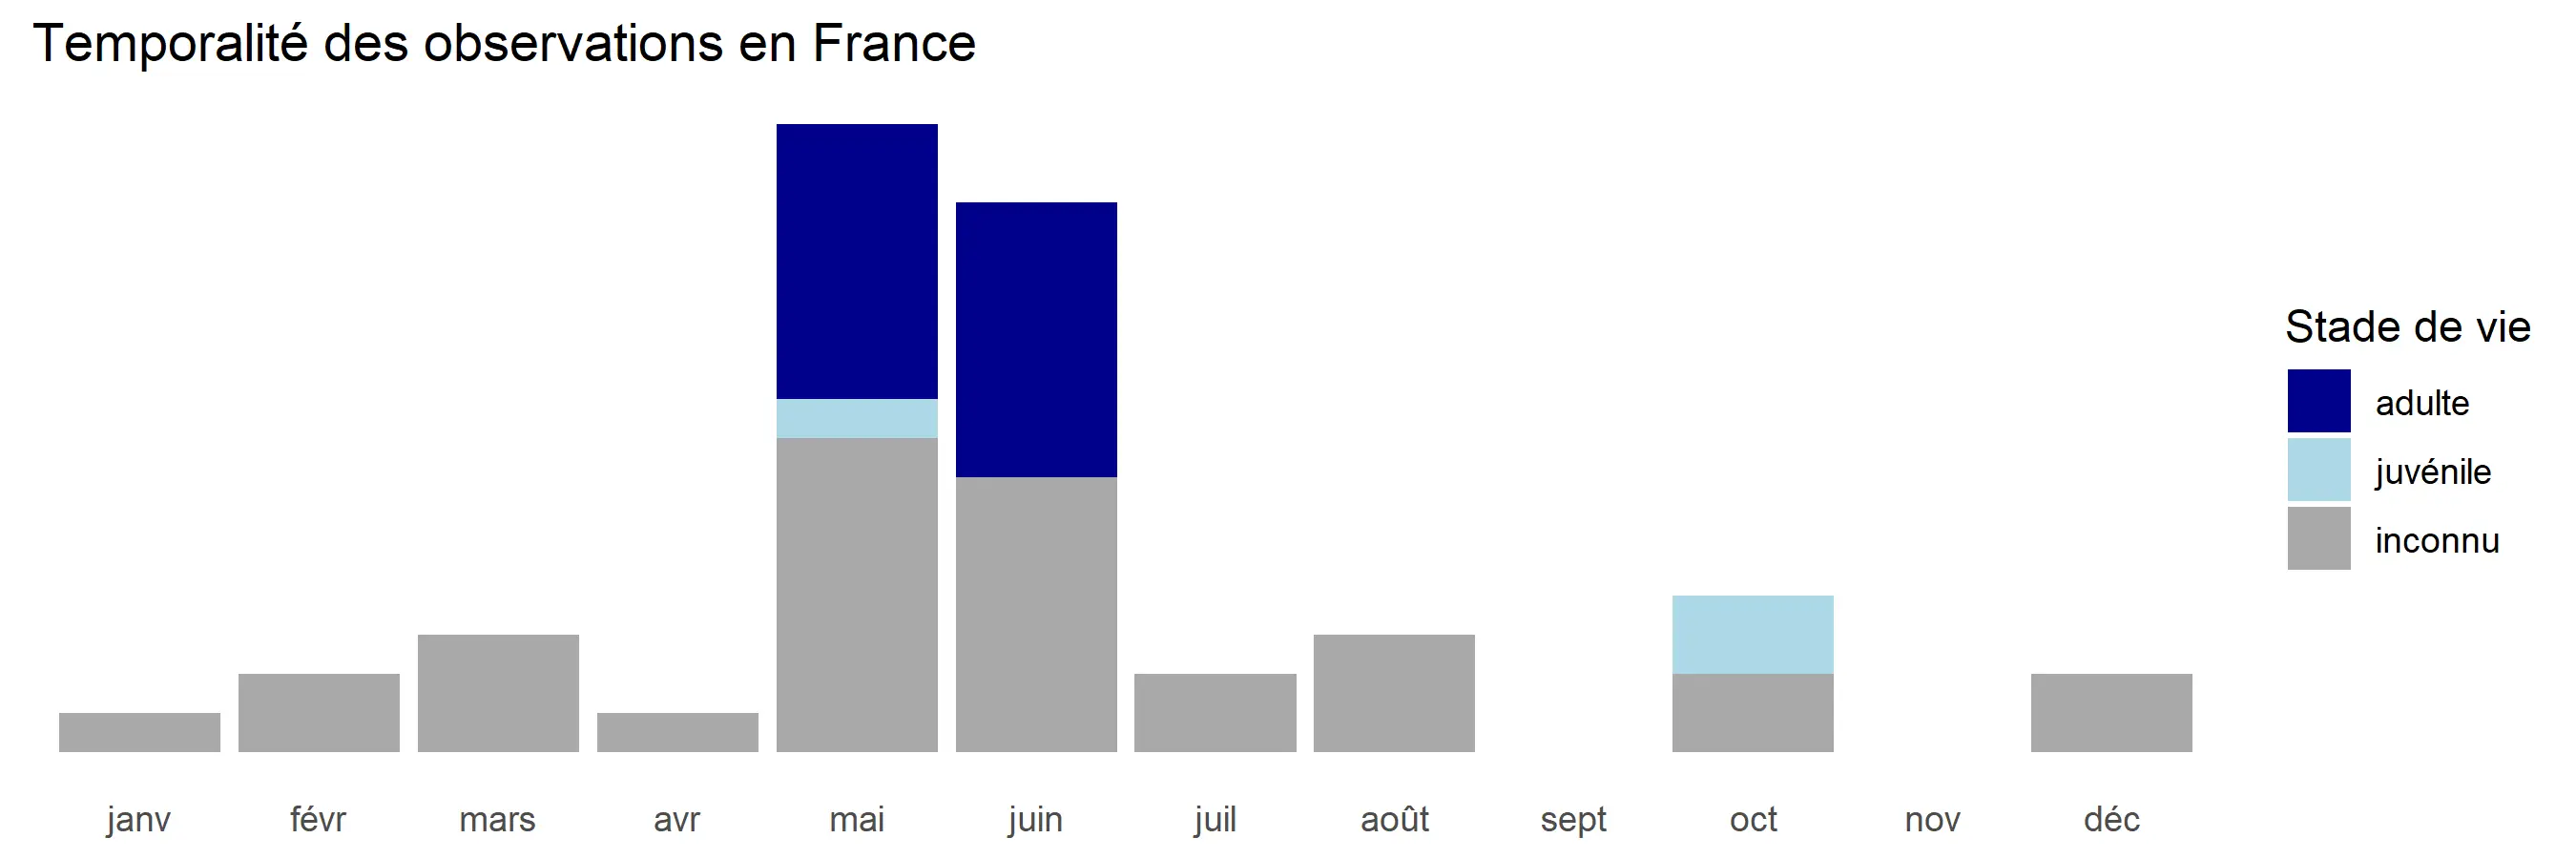 Temporalité des observations en France
Stade de vie
adulte
juvénile
inconnu
janv févr mars avr mai juin juil août sept oct nov déc